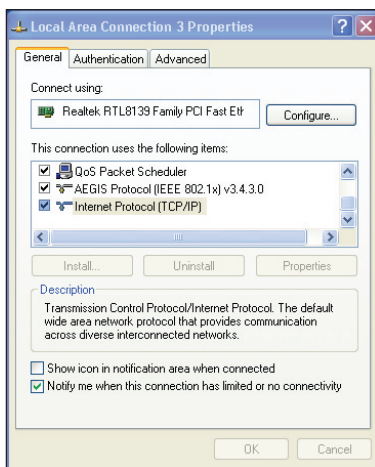 Local Area Connection 3 Properties
General Authentication Advanced
Connect using:
Realtek RTL8139 Family PCI Fast Eth
Configure...
This connection uses the following items:
QoS Packet Scheduler
AEGIS Protocol (IEEE 802.1x) v3.4.3.0
Internet Protocol (TCP/IP)
Install... Uninstall Properties
Description
Transmission Control Protocol/Internet Protocol. The default
wide area network protocol that provides communication
across diverse interconnected networks.
Show icon in notification area when connected
Notify me when this connection has limited or no connectivity
OK Cancel